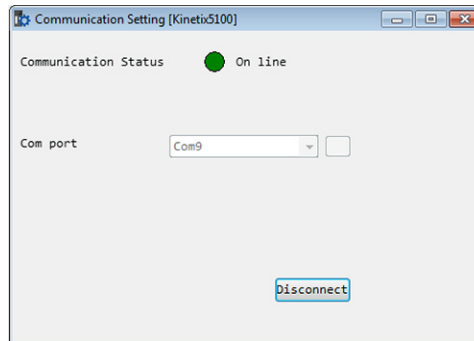 Communication Setting [Kinetix5100]
Communication Status On line
Com port Com9
Disconnect